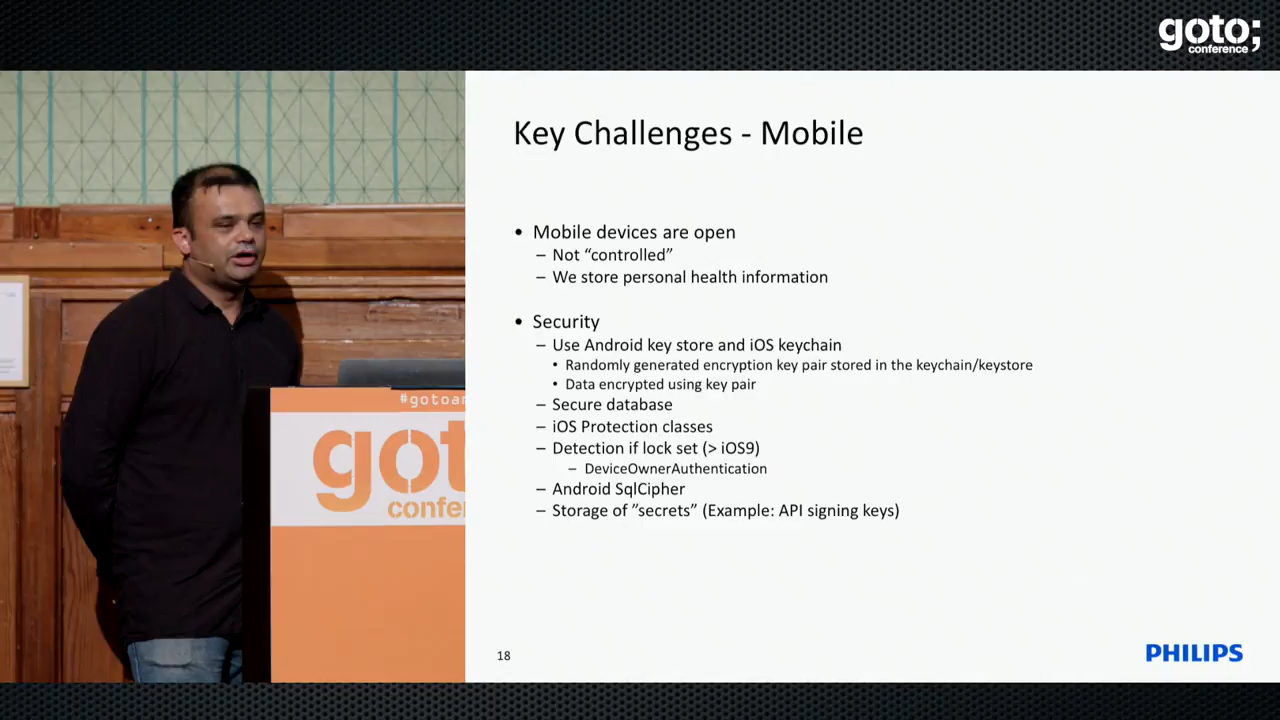 goto;
conference
Key Challenges - Mobile
• Mobile devices are open
– Not “controlled”
– We store personal health information
• Security
– Use Android key store and iOS keychain
• Randomly generated encryption key pair stored in the keychain/keystore
• Data encrypted using key pair
– Secure database
– iOS Protection classes
– Detection if lock set (> iOS9)
– DeviceOwnerAuthentication
– Android SqlCipher
– Storage of ”secrets” (Example: API signing keys)
18
PHILIPS
#gotoa
got
confe